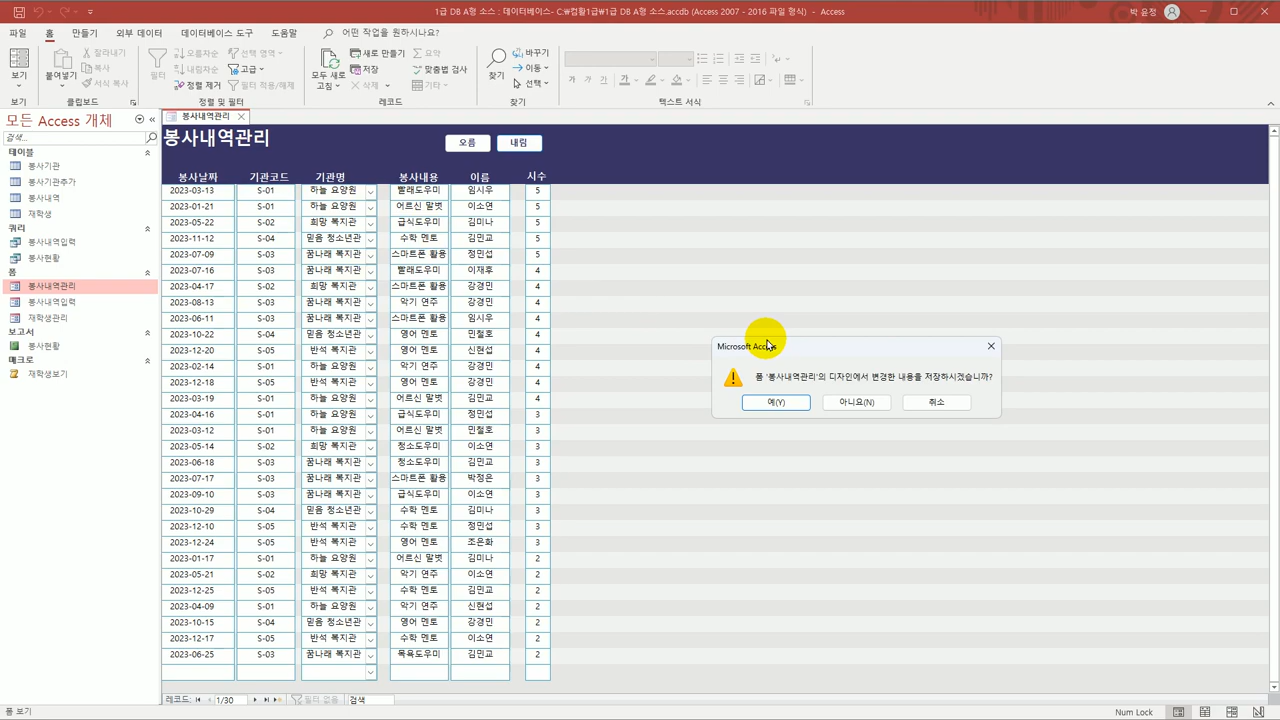 1급 DB A형 소스 : 데이터베이스- C:₩컴활1급₩1급 DB A형 소스.accdb (Access 2007 - 2016 파일 형식) - Access 박 윤정
파일 홈 만들기 외부 데이터 데이터베이스 도구 도움말 어떤 작업을 원하시나요?
보기 붙여넣기 잘라내기 복사 서식 복사 필터 오름차순 내림차순 정렬 제거 선택 영역 고급 필터 적용/해제 모두 새로 고침 새로 만들기 저장 삭제 요약 맞춤법 검사 기타 찾기 바꾸기 이동 선택
보기 클립보드 정렬 및 필터 레코드 찾기 텍스트 서식
모든 Access 개체
검색...
테이블
봉사기관
봉사기관추가
봉사내역
재학생
쿼리
봉사내역입력
봉사현황
폼
봉사내역관리
봉사내역입력
재학생관리
보고서
봉사현황
매크로
재학생보기
봉사내역관리
봉사내역관리 오름 내림
봉사날짜 기관코드 기관명 봉사내용 이름 시수
2023-03-13 S-01 하늘 요양원 빨래도우미 임시우 5
2023-01-21 S-01 하늘 요양원 어르신 말벗 이소연 5
2023-05-22 S-02 희망 복지관 급식도우미 김미나 5
2023-11-12 S-04 믿음 청소년관 수학 멘토 김민교 5
2023-07-09 S-03 꿈나래 복지관 스마트폰 활용 정민섭 5
2023-07-16 S-03 꿈나래 복지관 빨래도우미 이재후 4
2023-04-17 S-02 희망 복지관 스마트폰 활용 강경민 4
2023-08-13 S-03 꿈나래 복지관 악기 연주 강경민 4
2023-06-11 S-03 꿈나래 복지관 스마트폰 활용 임시우 4
2023-10-22 S-04 믿음 청소년관 영어 멘토 민철호 4
2023-12-20 S-05 반석 복지관 영어 멘토 신현섭 4
2023-02-14 S-01 하늘 요양원 악기 연주 강경민 4
2023-12-18 S-05 반석 복지관 영어 멘토 강경민 4
2023-03-19 S-01 하늘 요양원 어르신 말벗 김민교 4
2023-04-16 S-01 하늘 요양원 급식도우미 정민섭 3
2023-03-12 S-01 하늘 요양원 어르신 말벗 민철호 3
2023-05-14 S-02 희망 복지관 청소도우미 이소연 3
2023-06-18 S-03 꿈나래 복지관 청소도우미 김민교 3
2023-07-17 S-03 꿈나래 복지관 스마트폰 활용 박정은 3
2023-09-10 S-03 꿈나래 복지관 급식도우미 이소연 3
2023-10-29 S-04 믿음 청소년관 수학 멘토 김미나 3
2023-12-10 S-05 반석 복지관 수학 멘토 정민섭 3
2023-12-24 S-05 반석 복지관 수학 멘토 조은화 3
2023-01-17 S-01 하늘 요양원 어르신 말벗 김미나 2
2023-05-21 S-02 희망 복지관 악기 연주 이소연 2
2023-12-25 S-05 반석 복지관 수학 멘토 김민교 2
2023-04-09 S-01 하늘 요양원 악기 연주 신현섭 2
2023-10-15 S-04 믿음 청소년관 영어 멘토 강경민 2
2023-12-17 S-05 반석 복지관 수학 멘토 이소연 2
2023-06-25 S-03 꿈나래 복지관 목욕도우미 김민교 2
Microsoft Access
폼 '봉사내역관리'의 디자인에서 변경한 내용을 저장하시겠습니까?
예(Y) 아니요(N) 취소
레코드: 1/30 필터 없음 검색
폼 보기 Num Lock